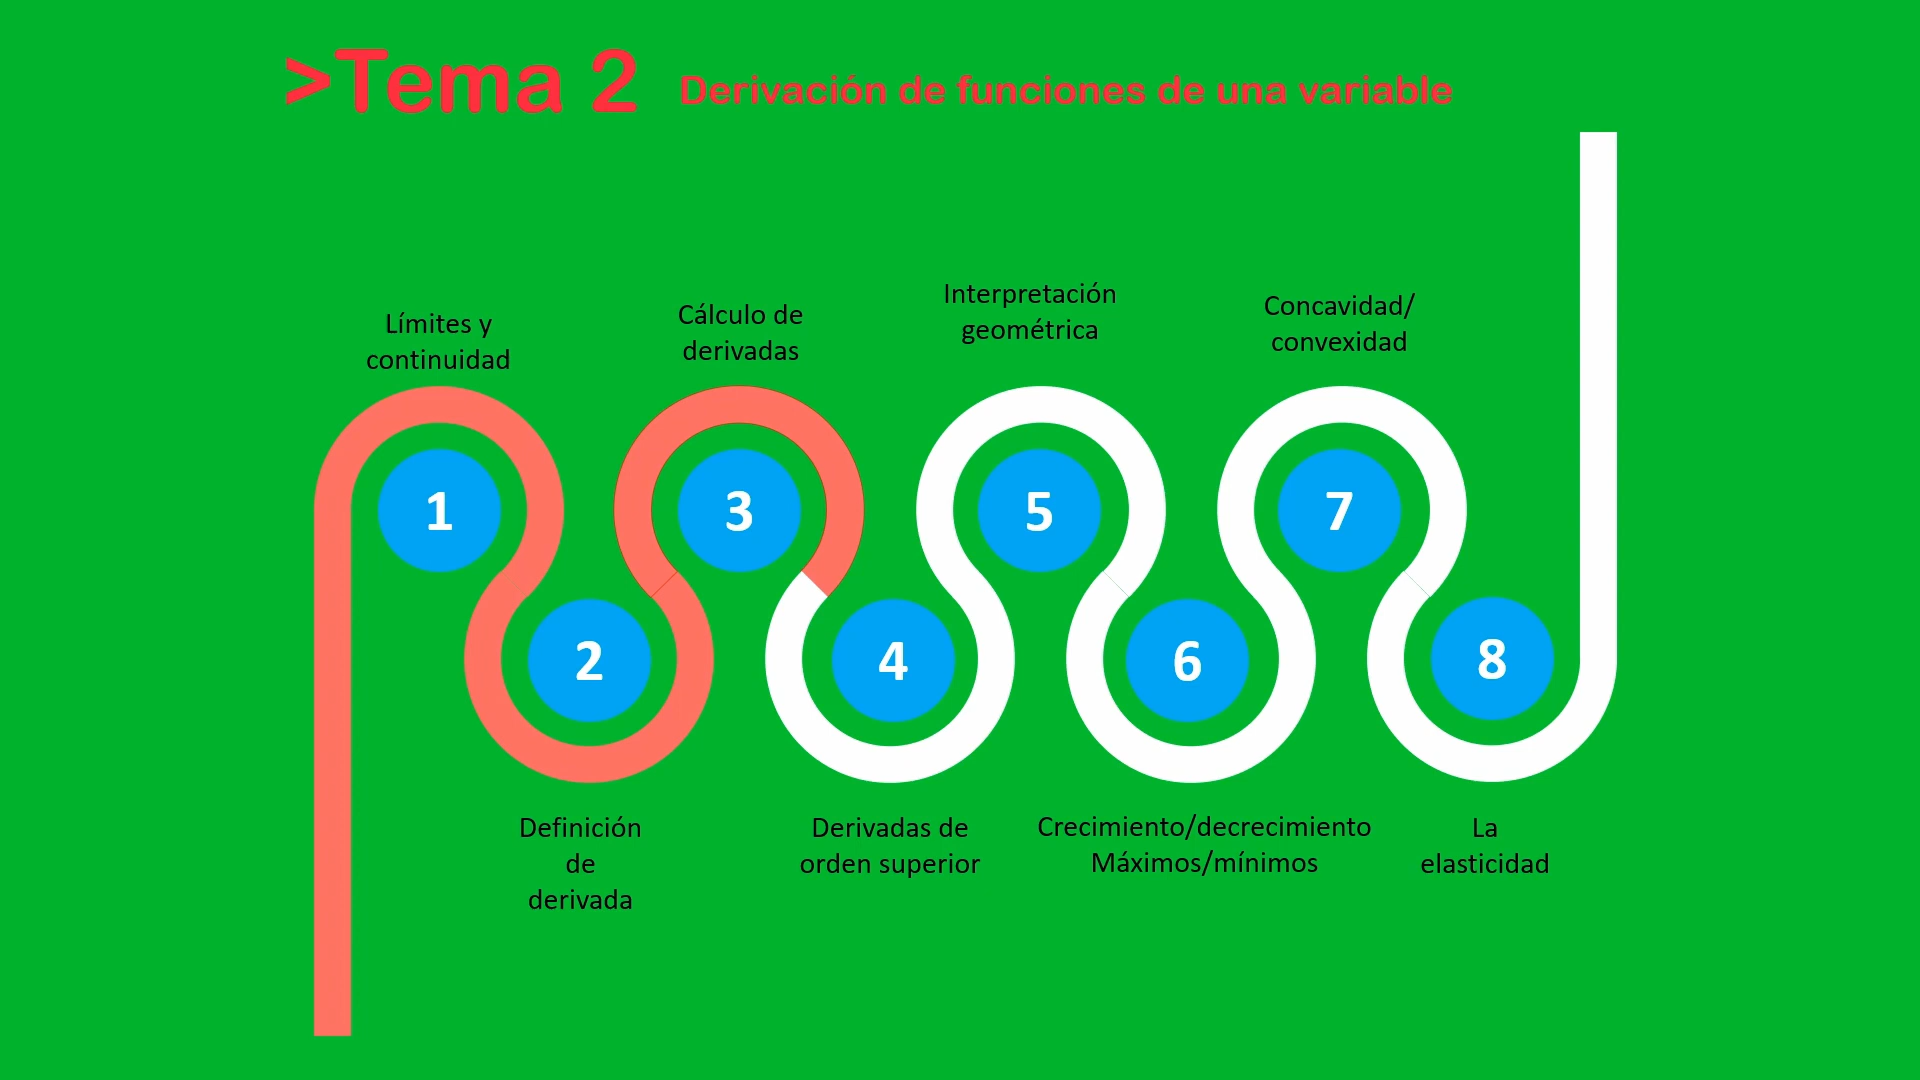 >Tema 2 Derivación de funciones de una variable
Límites y
continuidad
Cálculo de
derivadas
Interpretación
geométrica
Concavidad/
convexidad
1
3
5
7
2
4
6
8
Definición
de
derivada
Derivadas de
orden superior
Crecimiento/decrecimiento
Máximos/mínimos
La
elasticidad